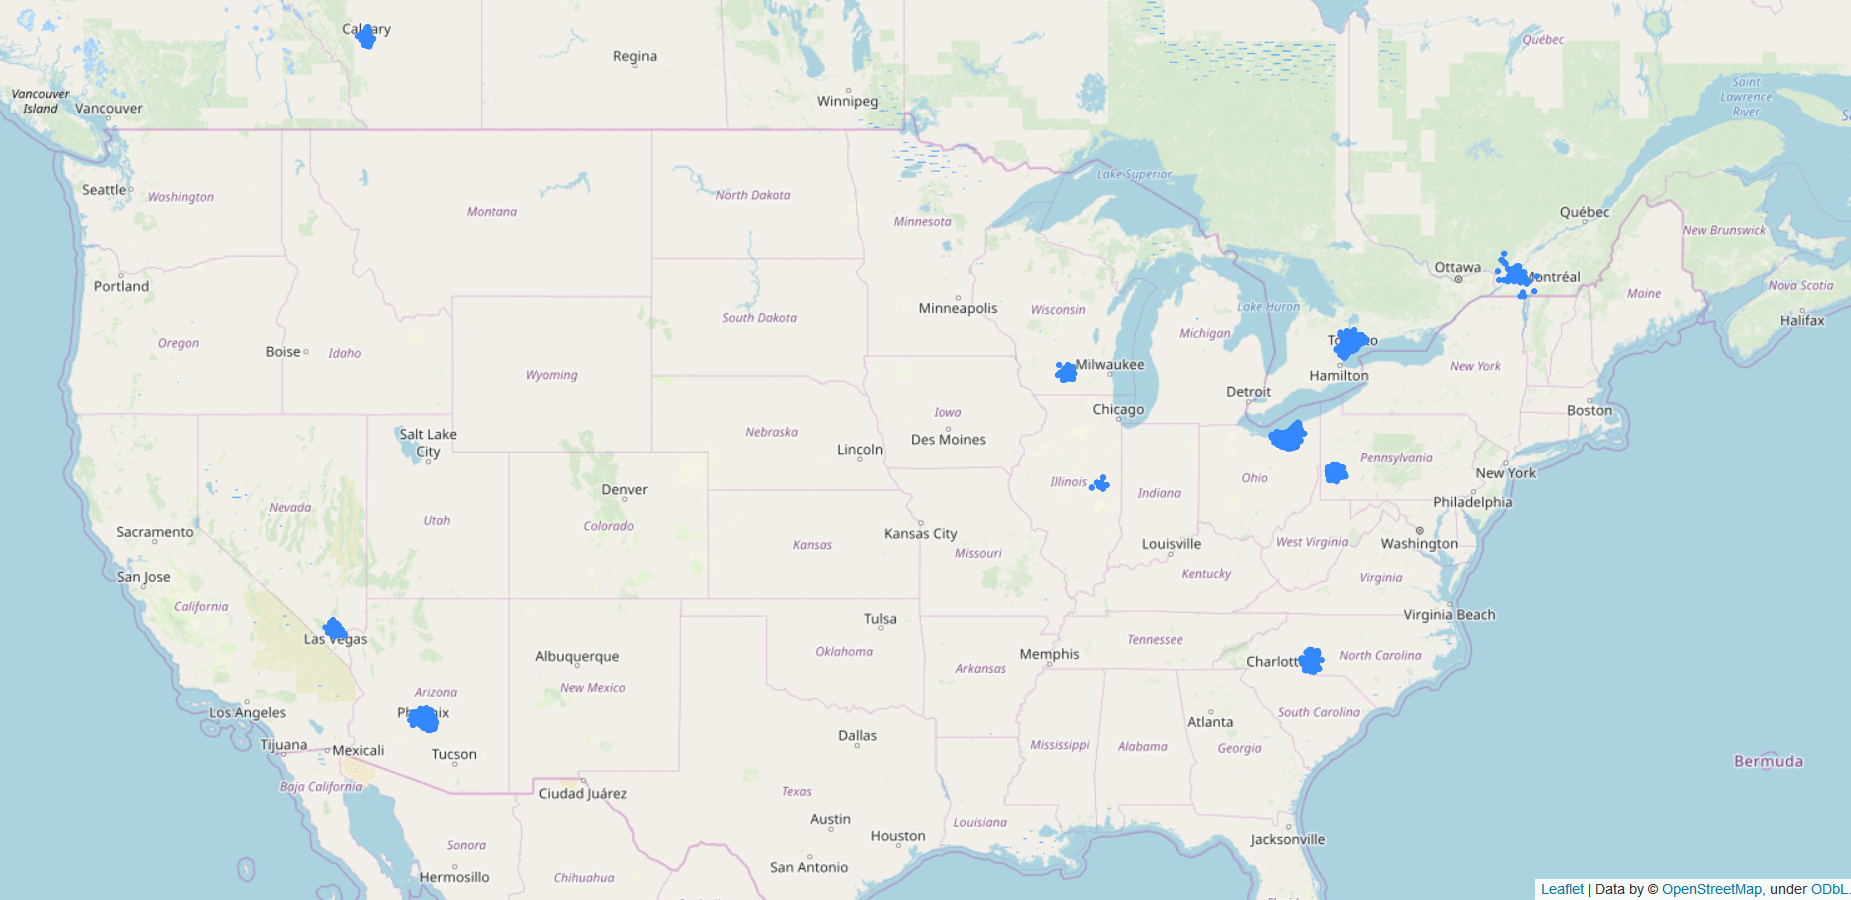 Calgary
Regina
Québec
Vancouver
Island
Vancouver
Winnipeg
Saint
Lawrence
River
Seattle
Washington
Montana
North Dakota
Minnesota
Lake Superior
Québec
New Brunswick
Portland
Minneapolis
Wisconsin
South Dakota
Ottawa
Montréal
Lake Huron
Maine
Nova Scotia
Halifax
Oregon
Boise
Idaho
Wyoming
Milwaukee
Michigan
Hamilton
New York
Detroit
Chicago
Boston
Iowa
Des Moines
Salt Lake
City
Nebraska
Lincoln
Pennsylvania
New York
Philadelphia
Illinois
Indiana
Ohio
Denver
Nevada
Utah
Colorado
Sacramento
Kansas City
Kansas
Missouri
Louisville
West Virginia
Washington
San Jose
California
Kentucky
Virginia
Virginia Beach
Las Vegas
Tulsa
Oklahoma
Albuquerque
New Mexico
Arkansas
Memphis
Tennessee
North Carolina
Arizona
Los Angeles
Phoenix
South Carolina
Atlanta
Georgia
Tijuana
Mexicali
Tucson
Dallas
Mississippi
Alabama
Bermuda
Baja California
Ciudad Juárez
Texas
Austin
Houston
Louisiana
Jacksonville
Sonora
Hermosillo
Chihuahua
San Antonio
Leaflet | Data by © OpenStreetMap, under ODbL.